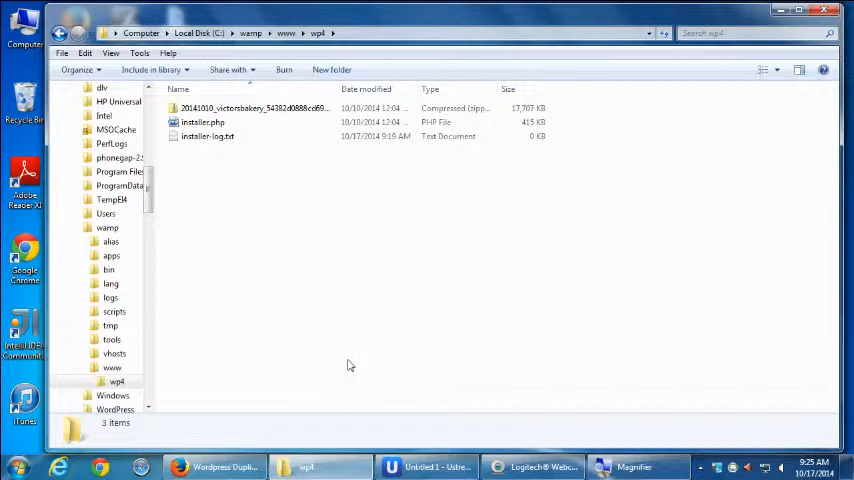 Computer
Recycle Bin
Adobe
Reader XI
Google
Chrome
IntelliJ IDEA
Communit...
iTunes
Computer ▸ Local Disk (C:) ▸ wamp ▸ www ▸ wp4 ▸
Search wp4
File Edit View Tools Help
Organize Include in library Share with Burn New folder
Name Date modified Type Size
20141010_victorsbakery_54382d0888cd69... 10/10/2014 12:04 ... Compressed (zipp... 17,707 KB
installer.php 10/10/2014 12:04 ... PHP File 415 KB
installer-log.txt 10/17/2014 9:19 AM Text Document 0 KB
dlv
HP Universal
Intel
MSOCache
PerfLogs
phonegap-2.
Program Files
ProgramData
TempEI4
Users
wamp
alias
apps
bin
lang
logs
scripts
tmp
tools
vhosts
www
wp4
Windows
WordPress
3 items
Wordpress Dupli...
wp4
Untitled 1 - Ustre...
Logitech® Webc...
Magnifier
9:25 AM
10/17/2014